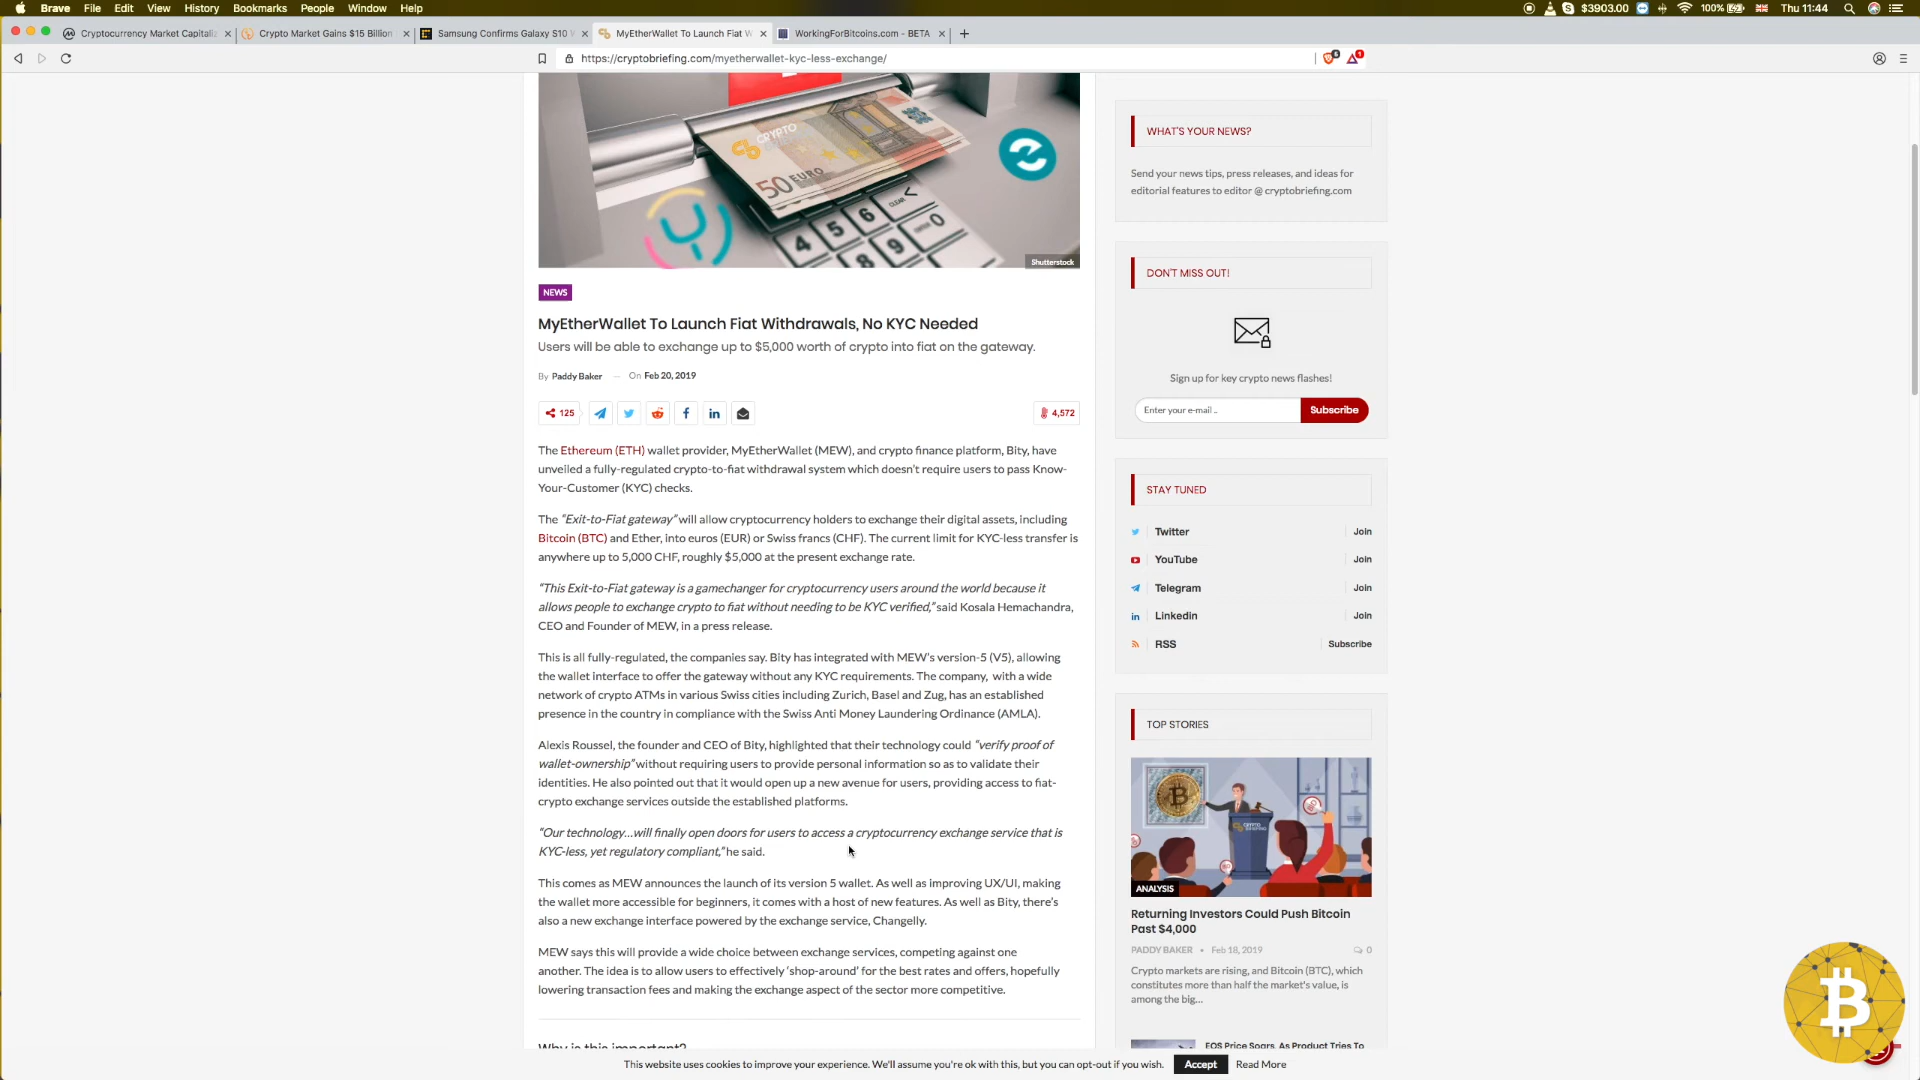 Brave File Edit View History Bookmarks People Window Help
$3903.00 100% Thu 11:44
Cryptocurrency Market Capitali
Crypto Market Gains $15 Billion
Samsung Confirms Galaxy S10
MyEtherWallet To Launch Fiat W
WorkingForBitcoins.com - BETA
https://cryptobriefing.com/myetherwallet-kyc-less-exchange/
CRYPTO
50 EURO
CLEAR
4 5 6
8 9 0
Shutterstock
NEWS
MyEtherWallet To Launch Fiat Withdrawals, No KYC Needed
Users will be able to exchange up to $5,000 worth of crypto into fiat on the gateway.
By Paddy Baker — On Feb 20, 2019
125
4,572
The Ethereum (ETH) wallet provider, MyEtherWallet (MEW), and crypto finance platform, Bity, have
unveiled a fully-regulated crypto-to-fiat withdrawal system which doesn't require users to pass Know-
Your-Customer (KYC) checks.
The "Exit-to-Fiat gateway" will allow cryptocurrency holders to exchange their digital assets, including
Bitcoin (BTC) and Ether, into euros (EUR) or Swiss francs (CHF). The current limit for KYC-less transfer is
anywhere up to 5,000 CHF, roughly $5,000 at the present exchange rate.
"This Exit-to-Fiat gateway is a gamechanger for cryptocurrency users around the world because it
allows people to exchange crypto to fiat without needing to be KYC verified," said Kosala Hemachandra,
CEO and Founder of MEW, in a press release.
This is all fully-regulated, the companies say. Bity has integrated with MEW's version-5 (V5), allowing
the wallet interface to offer the gateway without any KYC requirements. The company, with a wide
network of crypto ATMs in various Swiss cities including Zurich, Basel and Zug, has an established
presence in the country in compliance with the Swiss Anti Money Laundering Ordinance (AMLA).
Alexis Roussel, the founder and CEO of Bity, highlighted that their technology could "verify proof of
wallet-ownership" without requiring users to provide personal information so as to validate their
identities. He also pointed out that it would open up a new avenue for users, providing access to fiat-
crypto exchange services outside the established platforms.
"Our technology…will finally open doors for users to access a cryptocurrency exchange service that is
KYC-less, yet regulatory compliant," he said.
This comes as MEW announces the launch of its version 5 wallet. As well as improving UX/UI, making
the wallet more accessible for beginners, it comes with a host of new features. As well as Bity, there's
also a new exchange interface powered by the exchange service, Changelly.
MEW says this will provide a wide choice between exchange services, competing against one
another. The idea is to allow users to effectively 'shop-around' for the best rates and offers, hopefully
lowering transaction fees and making the exchange aspect of the sector more competitive.
Why is this important?
WHAT'S YOUR NEWS?
Send your news tips, press releases, and ideas for
editorial features to editor @ cryptobriefing.com
DON'T MISS OUT!
Sign up for key crypto news flashes!
Enter your e-mail .. Subscribe
STAY TUNED
Twitter Join
YouTube Join
Telegram Join
Linkedin Join
RSS Subscribe
TOP STORIES
ANALYSIS
Returning Investors Could Push Bitcoin
Past $4,000
PADDY BAKER • Feb 18, 2019 0
Crypto markets are rising, and Bitcoin (BTC), which
constitutes more than half the market's value, is
among the big...
EOS Price Soars, As Product Tries To
This website uses cookies to improve your experience. We'll assume you're ok with this, but you can opt-out if you wish. Accept Read More